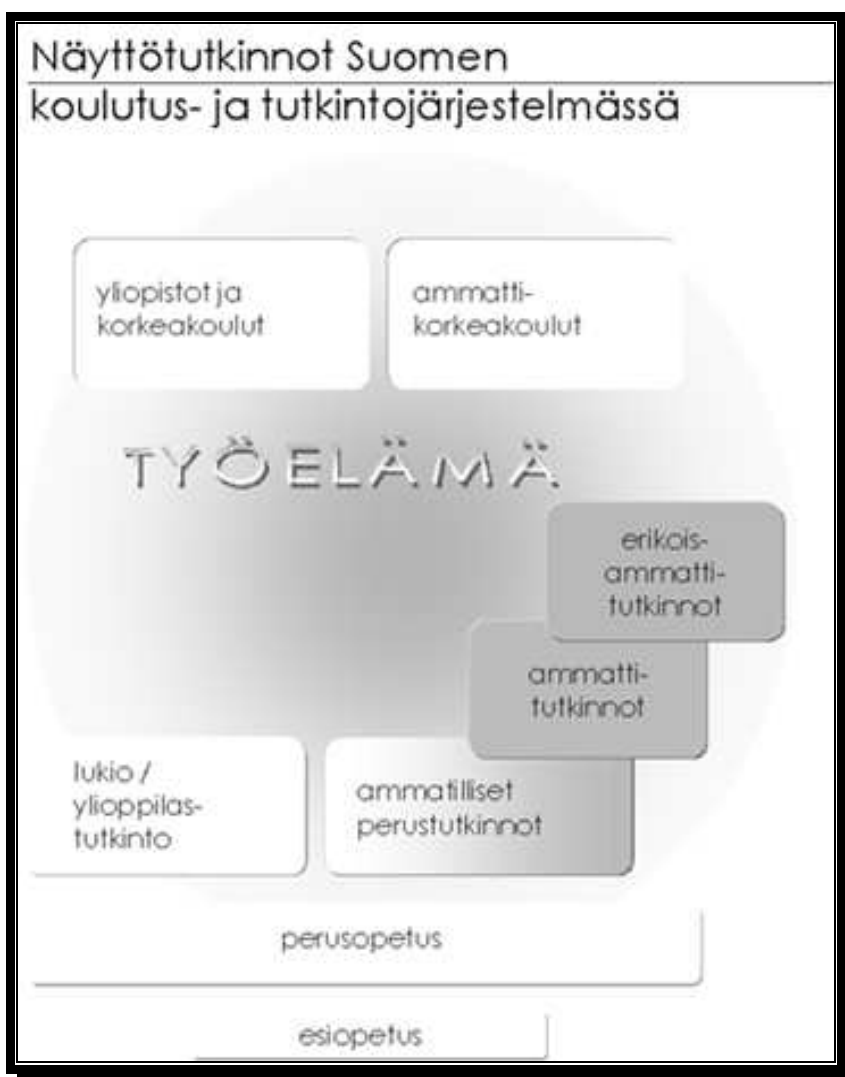 Näyttötutkinnot Suomen
koulutus- ja tutkintojärjestelmässä
yliopistot ja
korkeakoulut
ammatti-
korkeakoulut
TYÖELÄMÄ
erikois-
ammatti-
tutkinnot
ammatti-
tutkinnot
lukio /
ylioppilas-
tutkinto
ammatilliset
perustutkinnot
perusopetus
esiopetus